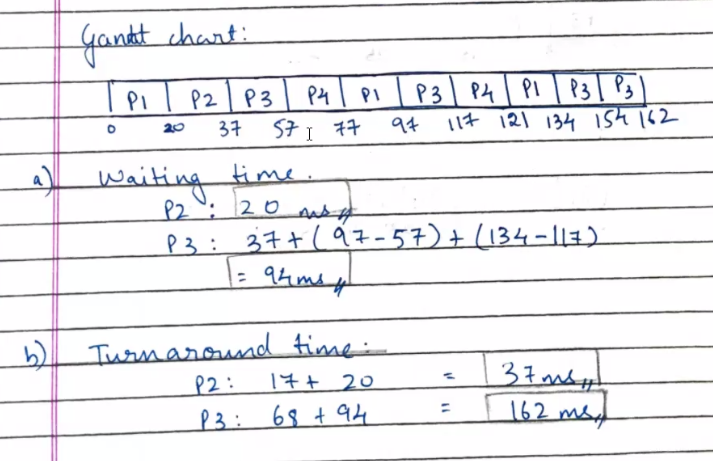 Gantt chart:
P1 P2 P3 P4 P1 P3 P4 P1 P3 P3
0 20 37 57 77 97 117 121 134 154 162
a) Waiting time.
P2 : 20 ms
P3 : 37 + (97-57) + (134-117)
= 94 ms
b) Turnaround time:
P2 : 17 + 20 = 37 ms
P3 : 68 + 94 = 162 ms